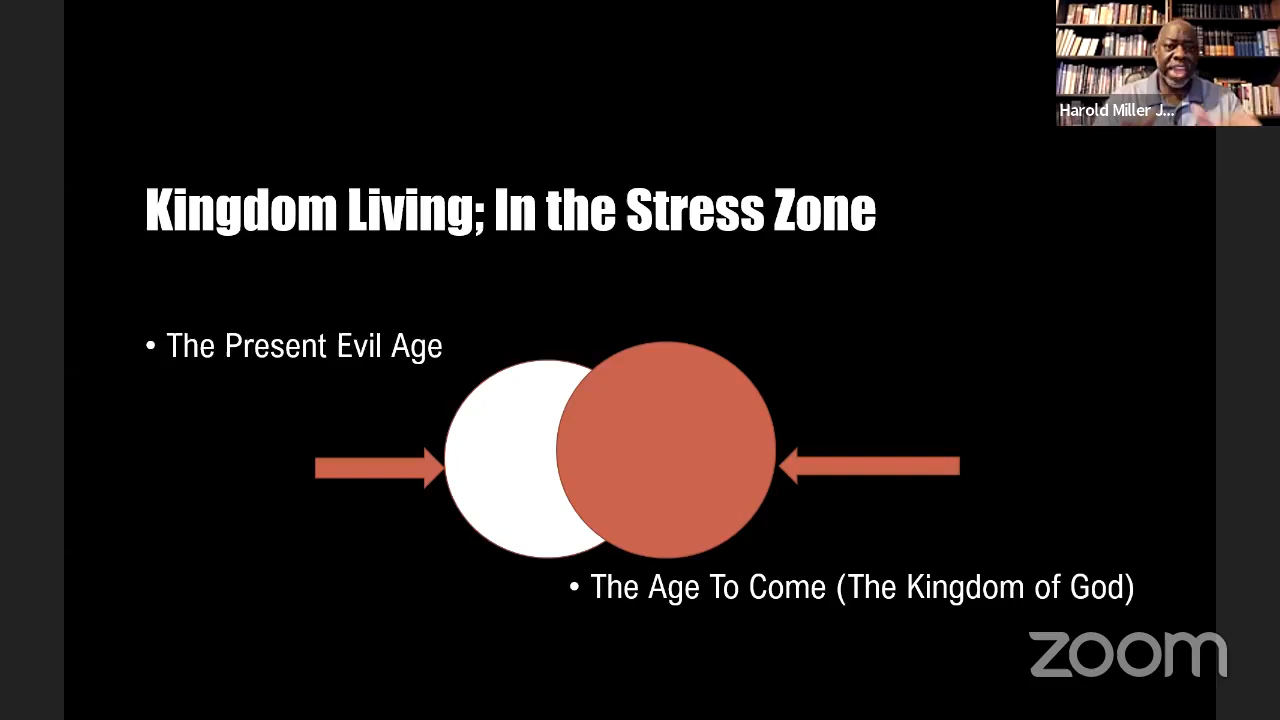 Harold Miller J...
Kingdom Living; In the Stress Zone
• The Present Evil Age
• The Age To Come (The Kingdom of God)
zoom